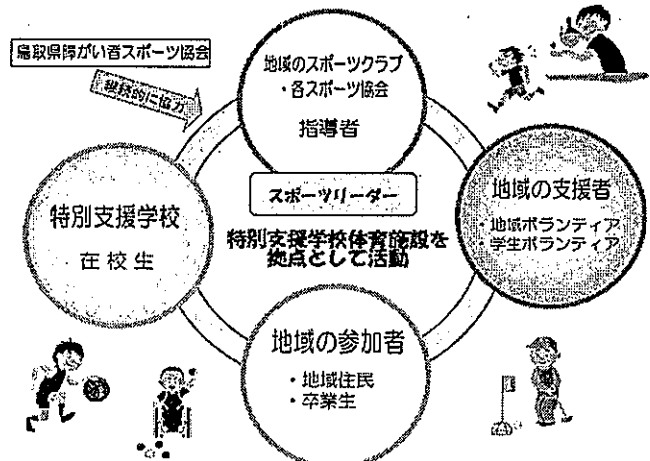 鳥取県障がい者スポーツ協会
継続的に協力
地域のスポーツクラブ
・各スポーツ協会
指導者
スポーツリーダー
特別支援学校
在校生
特別支援学校体育施設を
拠点として活動
地域の支援者
・地域ボランティア
・学生ボランティア
地域の参加者
・地域住民
・卒業生